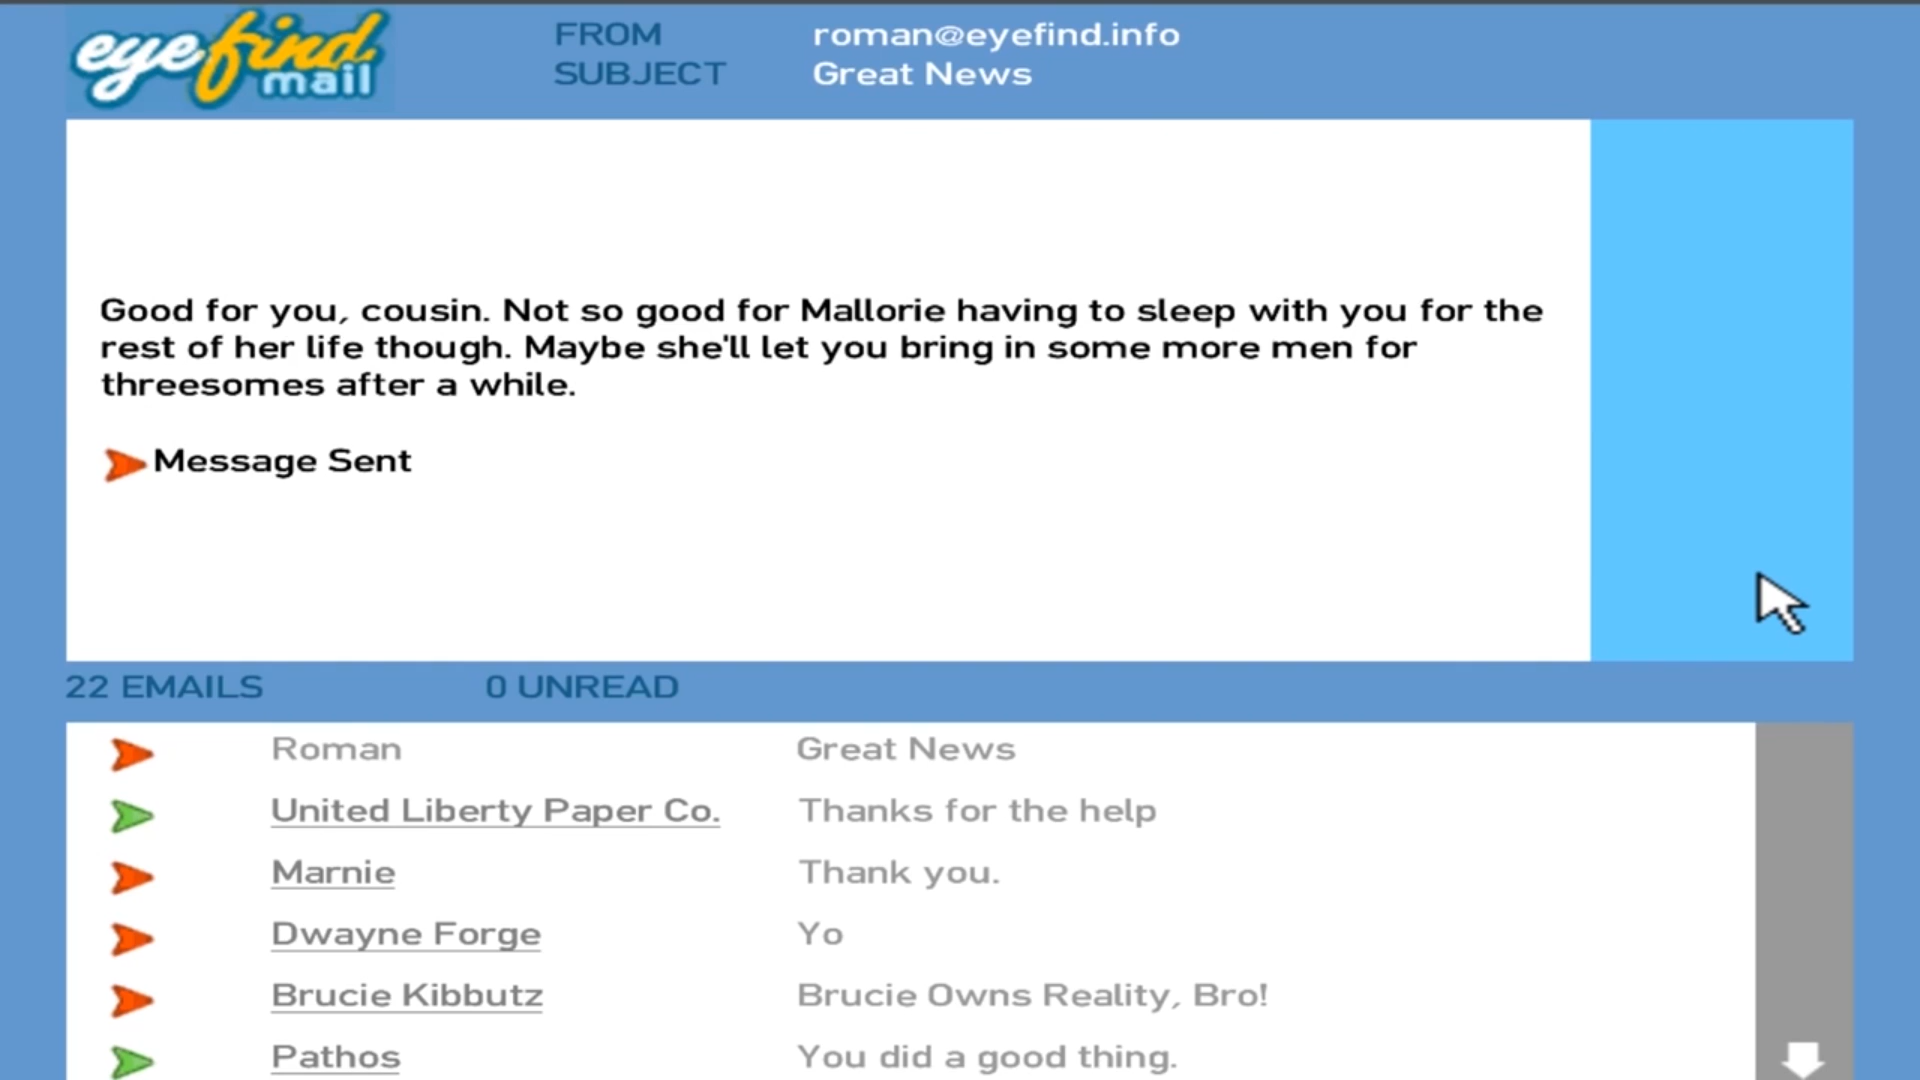 eyefind mail
FROM roman@eyefind.info
SUBJECT Great News
Good for you, cousin. Not so good for Mallorie having to sleep with you for the
rest of her life though. Maybe she'll let you bring in some more men for
threesomes after a while.
Message Sent
22 EMAILS 0 UNREAD
Roman Great News
United Liberty Paper Co. Thanks for the help
Marnie Thank you.
Dwayne Forge Yo
Brucie Kibbutz Brucie Owns Reality, Bro!
Pathos You did a good thing.